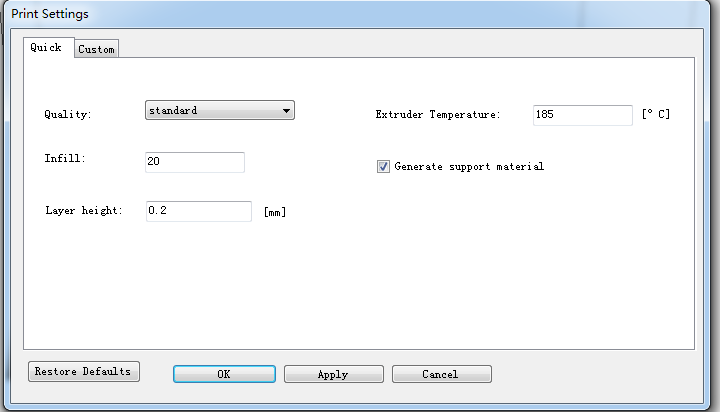 Print Settings
Quick Custom
Quality: standard Extruder Temperature: 185 [° C]
Infill: 20 Generate support material
Layer height: 0.2 [mm]
Restore Defaults OK Apply Cancel